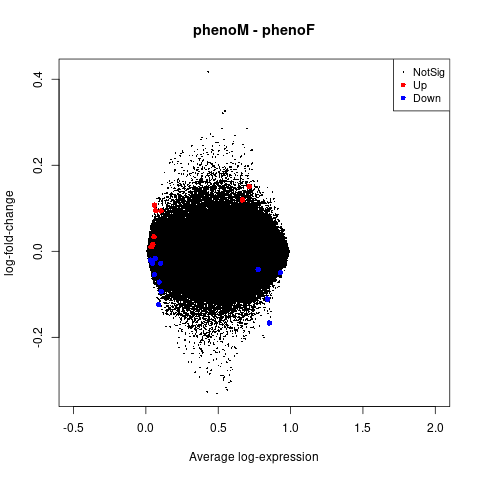 phenoM - phenoF
NotSig
Up
Down
log-fold-change
0.4
0.2
0.0
-0.2
-0.5
0.0
0.5
1.0
1.5
2.0
Average log-expression